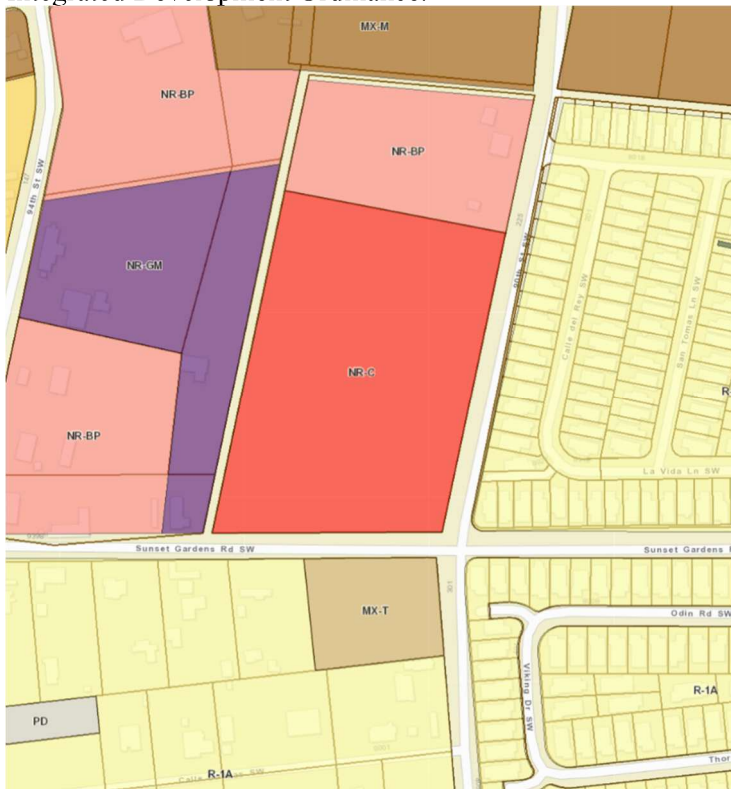 Integrated Development Ordinance.
MX-M
NR-BP
NR-BP
94th St SW
NR-GM
90th St SW
Calle del Rey SW
San Tomas Ln SW
NR-C
NR-BP
La Vida Ln SW
Sunset Gardens Rd SW
Sunset Gardens
901
MX-T
Odin Rd SW
Viking Dr SW
R-1A
PD
R-1A
Thor